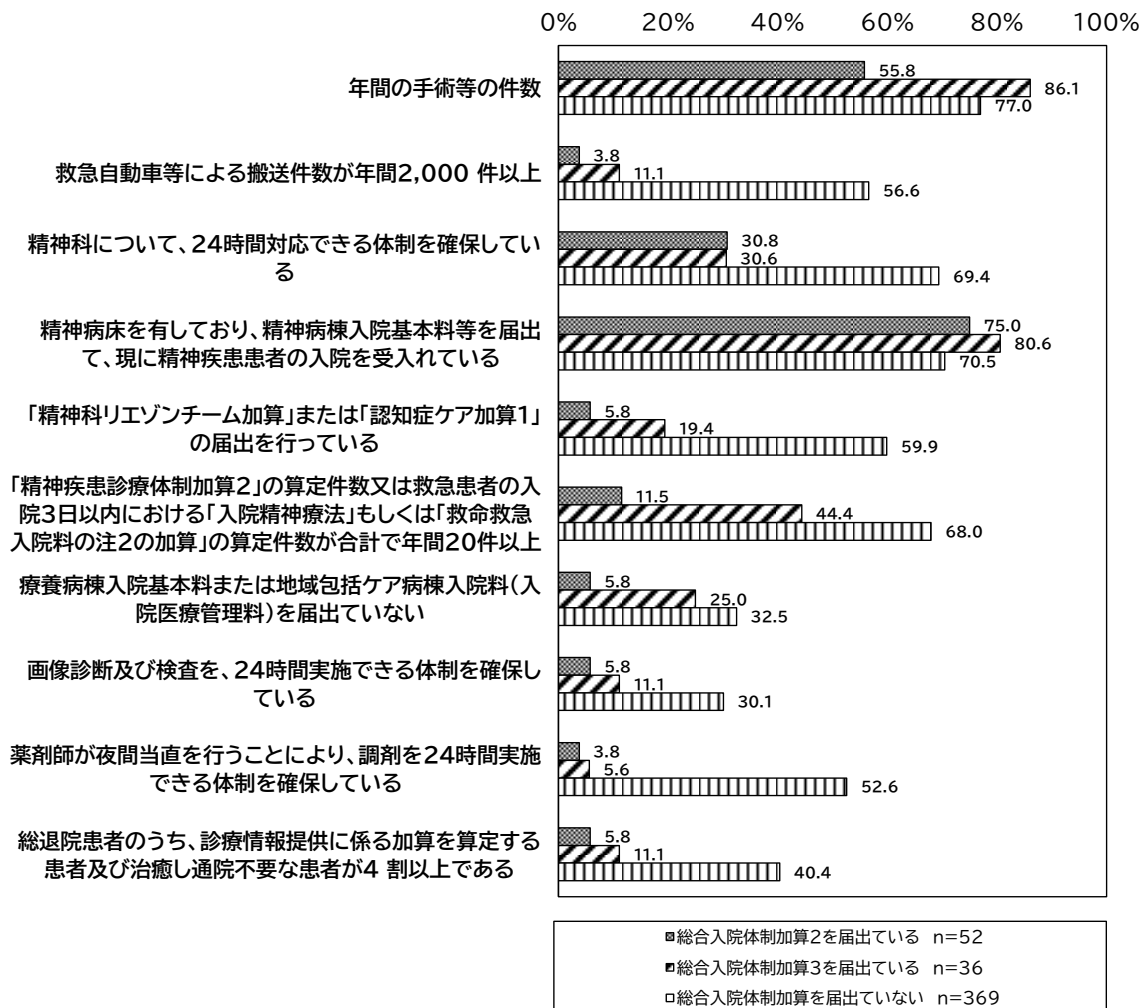 0% 20% 40% 60% 80% 100%
年間の手術等の件数
55.8
86.1
77.0
救急自動車等による搬送件数が年間2,000 件以上
3.8
11.1
56.6
精神科について、24時間対応できる体制を確保してい
る
30.8
30.6
69.4
精神病床を有しており、精神病棟入院基本料等を届出
て、現に精神疾患患者の入院を受入れている
75.0
80.6
70.5
「精神科リエゾンチーム加算」または「認知症ケア加算1」
の届出を行っている
5.8
19.4
59.9
「精神疾患診療体制加算2」の算定件数又は救急患者の入
院3日以内における「入院精神療法」もしくは「救命救急
入院料の注2の加算」の算定件数が合計で年間20件以上
11.5
44.4
68.0
療養病棟入院基本料または地域包括ケア病棟入院料(入
院医療管理料)を届出ていない
5.8
25.0
32.5
画像診断及び検査を、24時間実施できる体制を確保し
ている
5.8
11.1
30.1
薬剤師が夜間当直を行うことにより、調剤を24時間実施
できる体制を確保している
3.8
5.6
52.6
総退院患者のうち、診療情報提供に係る加算を算定する
患者及び治癒し通院不要な患者が4 割以上である
5.8
11.1
40.4
総合入院体制加算2を届出ている n=52
総合入院体制加算3を届出ている n=36
総合入院体制加算を届出ていない n=369